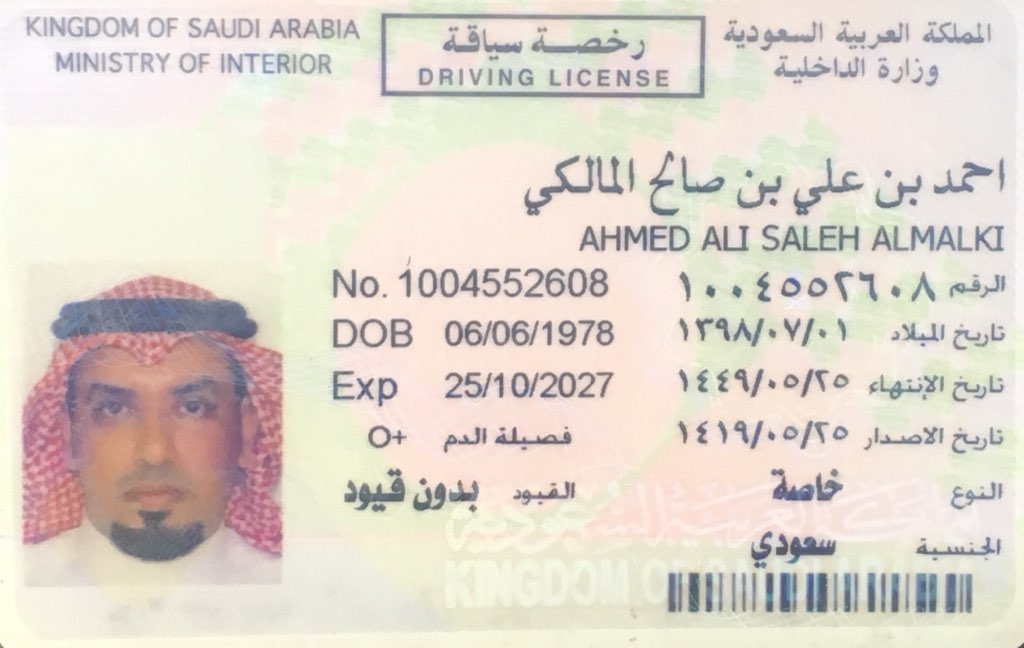 KINGDOM OF SAUDI ARABIA
MINISTRY OF INTERIOR
رخصة سياقة
DRIVING LICENSE
المملكة العربية السعودية
وزارة الداخلية
احمد بن علي بن صالح المالكي
AHMED ALI SALEH ALMALKI
No. 1004552608 الرقم ١٠٠٤٥٥٢٦٠٨
DOB 06/06/1978 تاريخ الميلاد ١٣٩٨/٠٧/٠١
Exp 25/10/2027 تاريخ الإنتهاء ١٤٤٩/٠٥/٢٥
فصيلة الدم O+ تاريخ الاصدار ١٤١٩/٠٥/٢٥
النوع خاصة القيود بدون قيود
الجنسية سعودي
المملكة العربية السعودية
KINGDOM OF SAUDI ARABIA